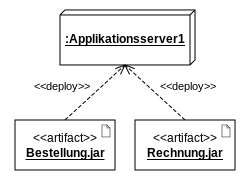 :Applikationsserver1
<<deploy>> <<deploy>>
<<artifact>> <<artifact>>
Bestellung.jar Rechnung.jar